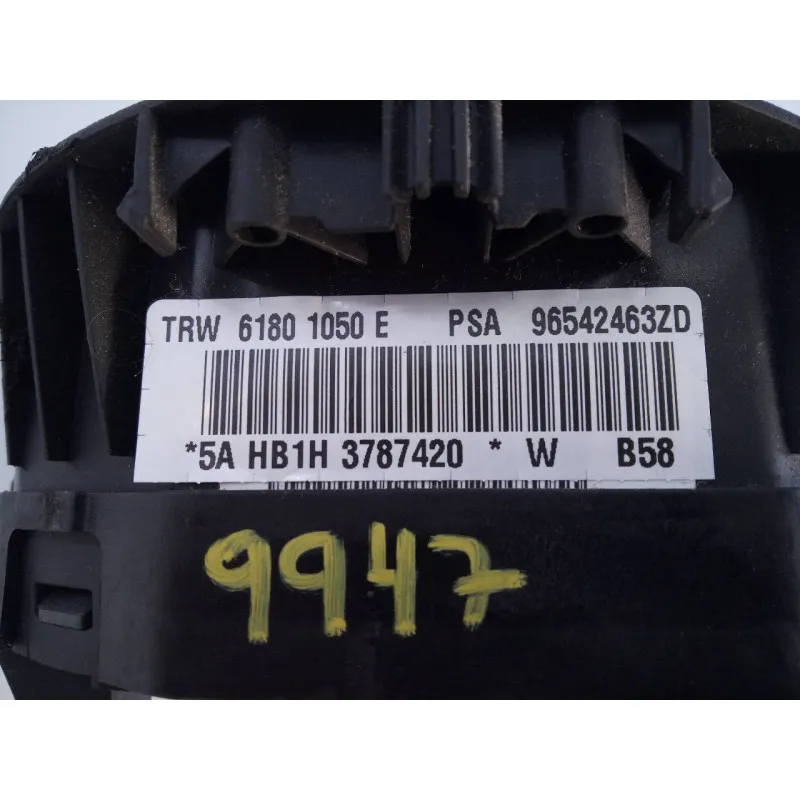 TRW 6180 1050 E PSA 96542463ZD
*5A HB1H 3787420 * W B58
9947